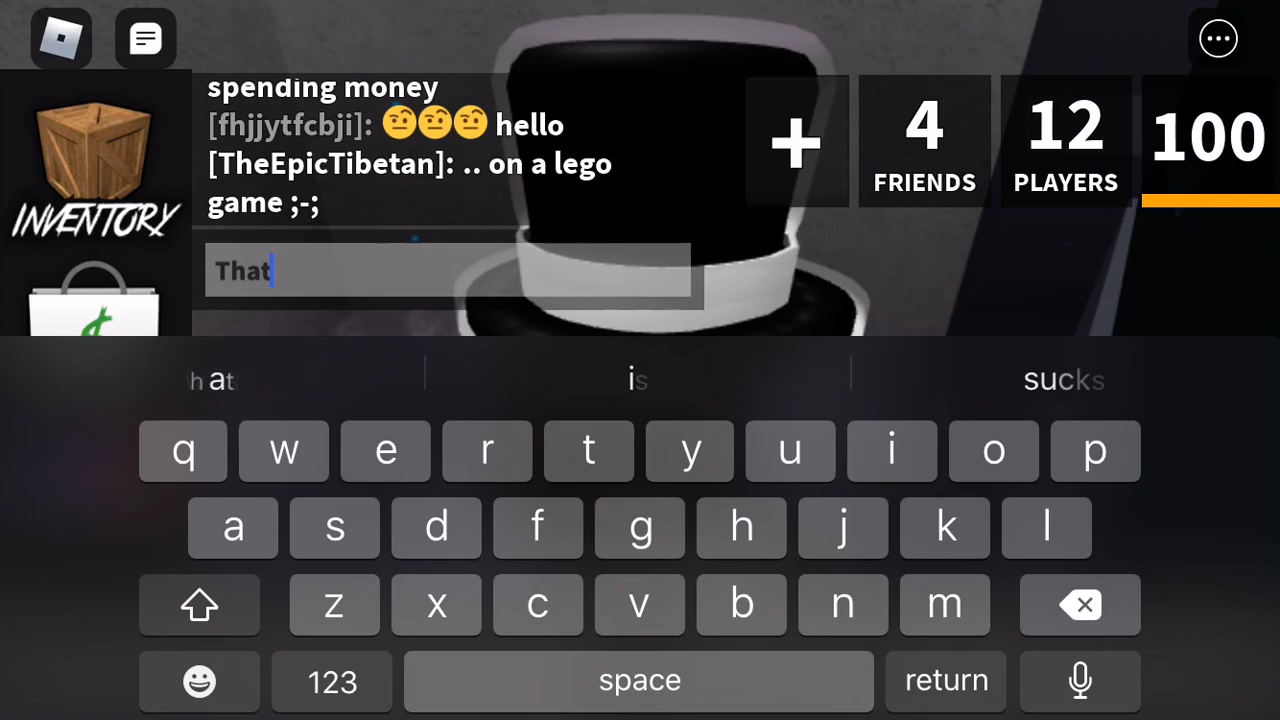 spending money
[fhjjytfcbji]: 🤨🤨🤨 hello
[TheEpicTibetan]: .. on a lego
game ;-;
+
4
FRIENDS
12
PLAYERS
100
INVENTORY
That
hat is sucks
q w e r t y u i o p
a s d f g h j k l
z x c v b n m
123 space return